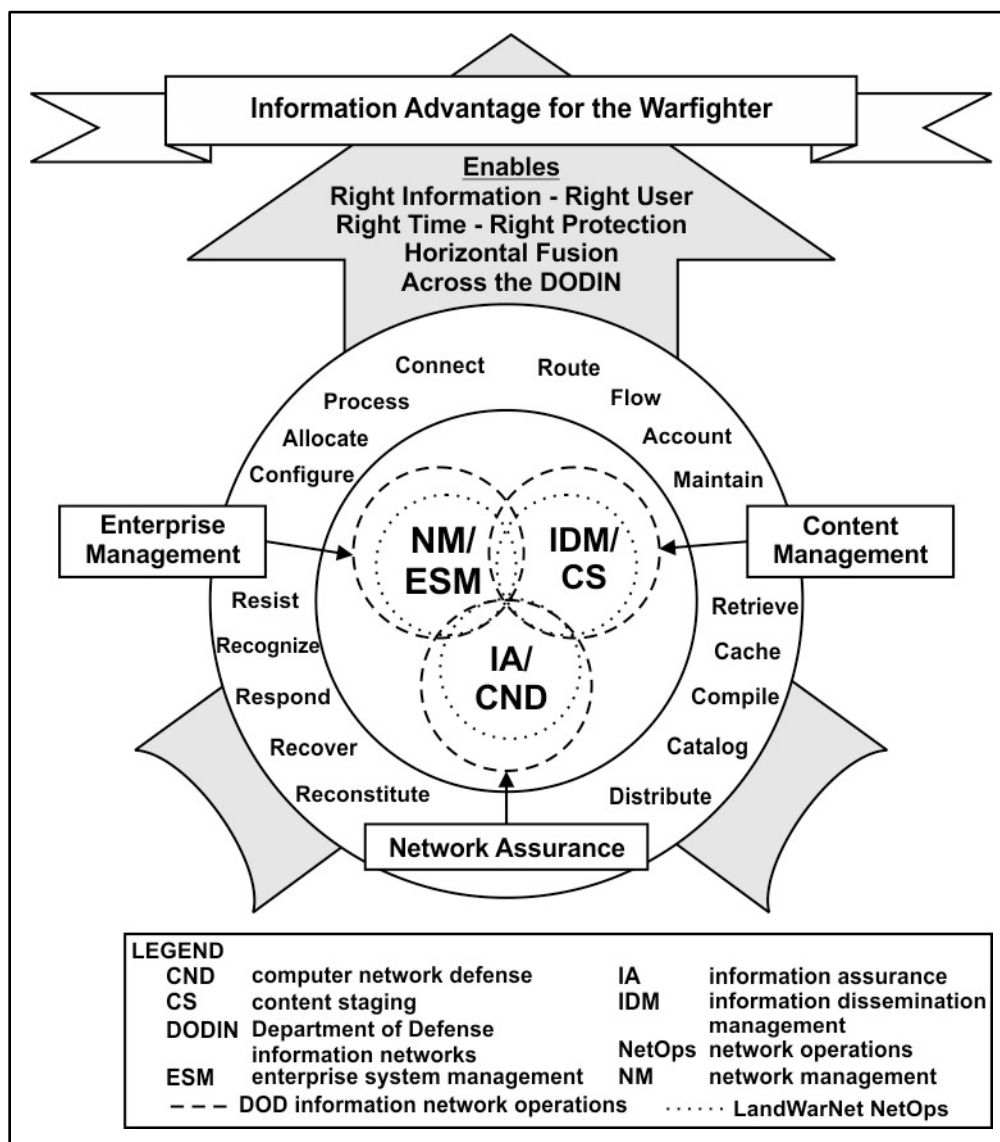 Information Advantage for the Warfighter
Enables
Right Information - Right User
Right Time - Right Protection
Horizontal Fusion
Across the DODIN
Connect
Route
Process
Flow
Allocate
Account
Configure
Maintain
Enterprise
Management
NM/
ESM
IDM/
CS
Content
Management
Resist
Retrieve
Recognize
Cache
IA/
CND
Respond
Compile
Recover
Catalog
Reconstitute
Distribute
Network Assurance
LEGEND
CND computer network defense
CS content staging
DODIN Department of Defense
information networks
ESM enterprise system management
IA information assurance
IDM information dissemination
management
NetOps network operations
NM network management
DOD information network operations
LandWarNet NetOps